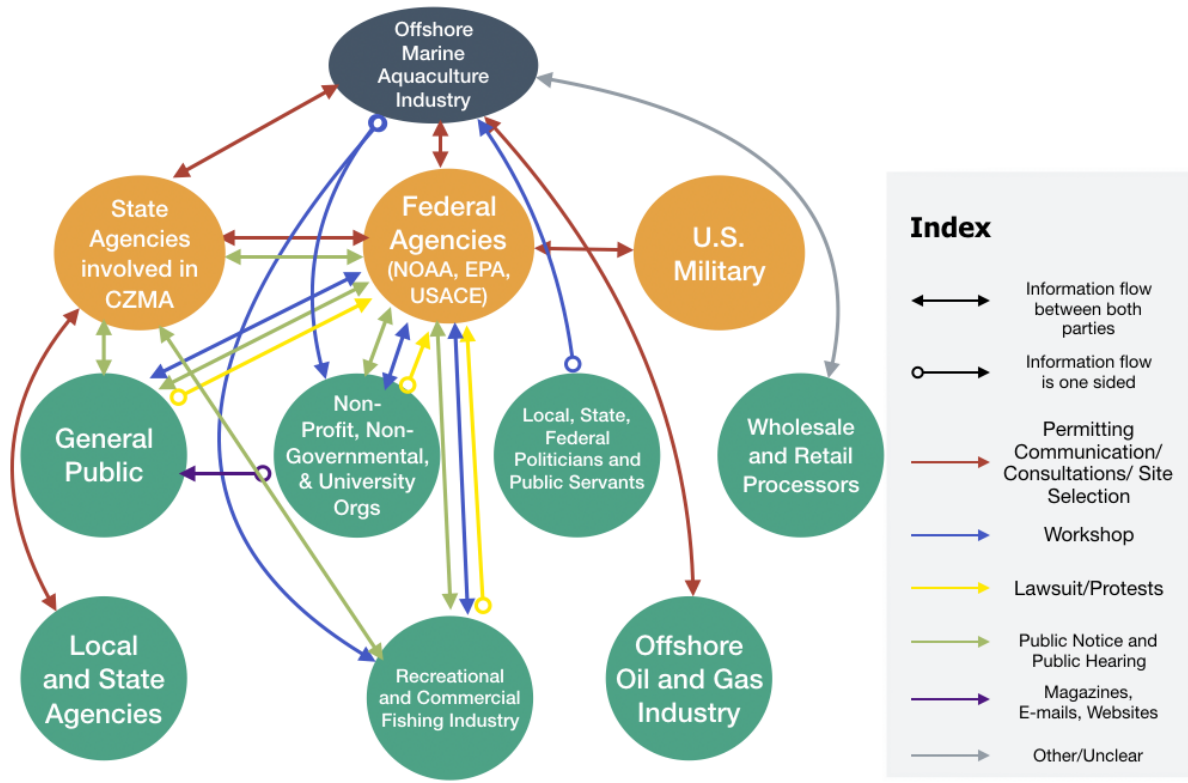 Offshore
Marine
Aquaculture
Industry
State
Agencies
involved in
CZMA
Federal
Agencies
(NOAA, EPA,
USACE)
U.S.
Military
General
Public
Non-
Profit, Non-
Governmental,
& University
Orgs
Local, State,
Federal
Politicians and
Public Servants
Wholesale
and Retail
Processors
Local
and State
Agencies
Recreational
and Commercial
Fishing Industry
Offshore
Oil and Gas
Industry
Index
Information flow
between both
parties
Information flow
is one sided
Permitting
Communication/
Consultations/ Site
Selection
Workshop
Lawsuit/Protests
Public Notice and
Public Hearing
Magazines,
E-mails, Websites
Other/Unclear